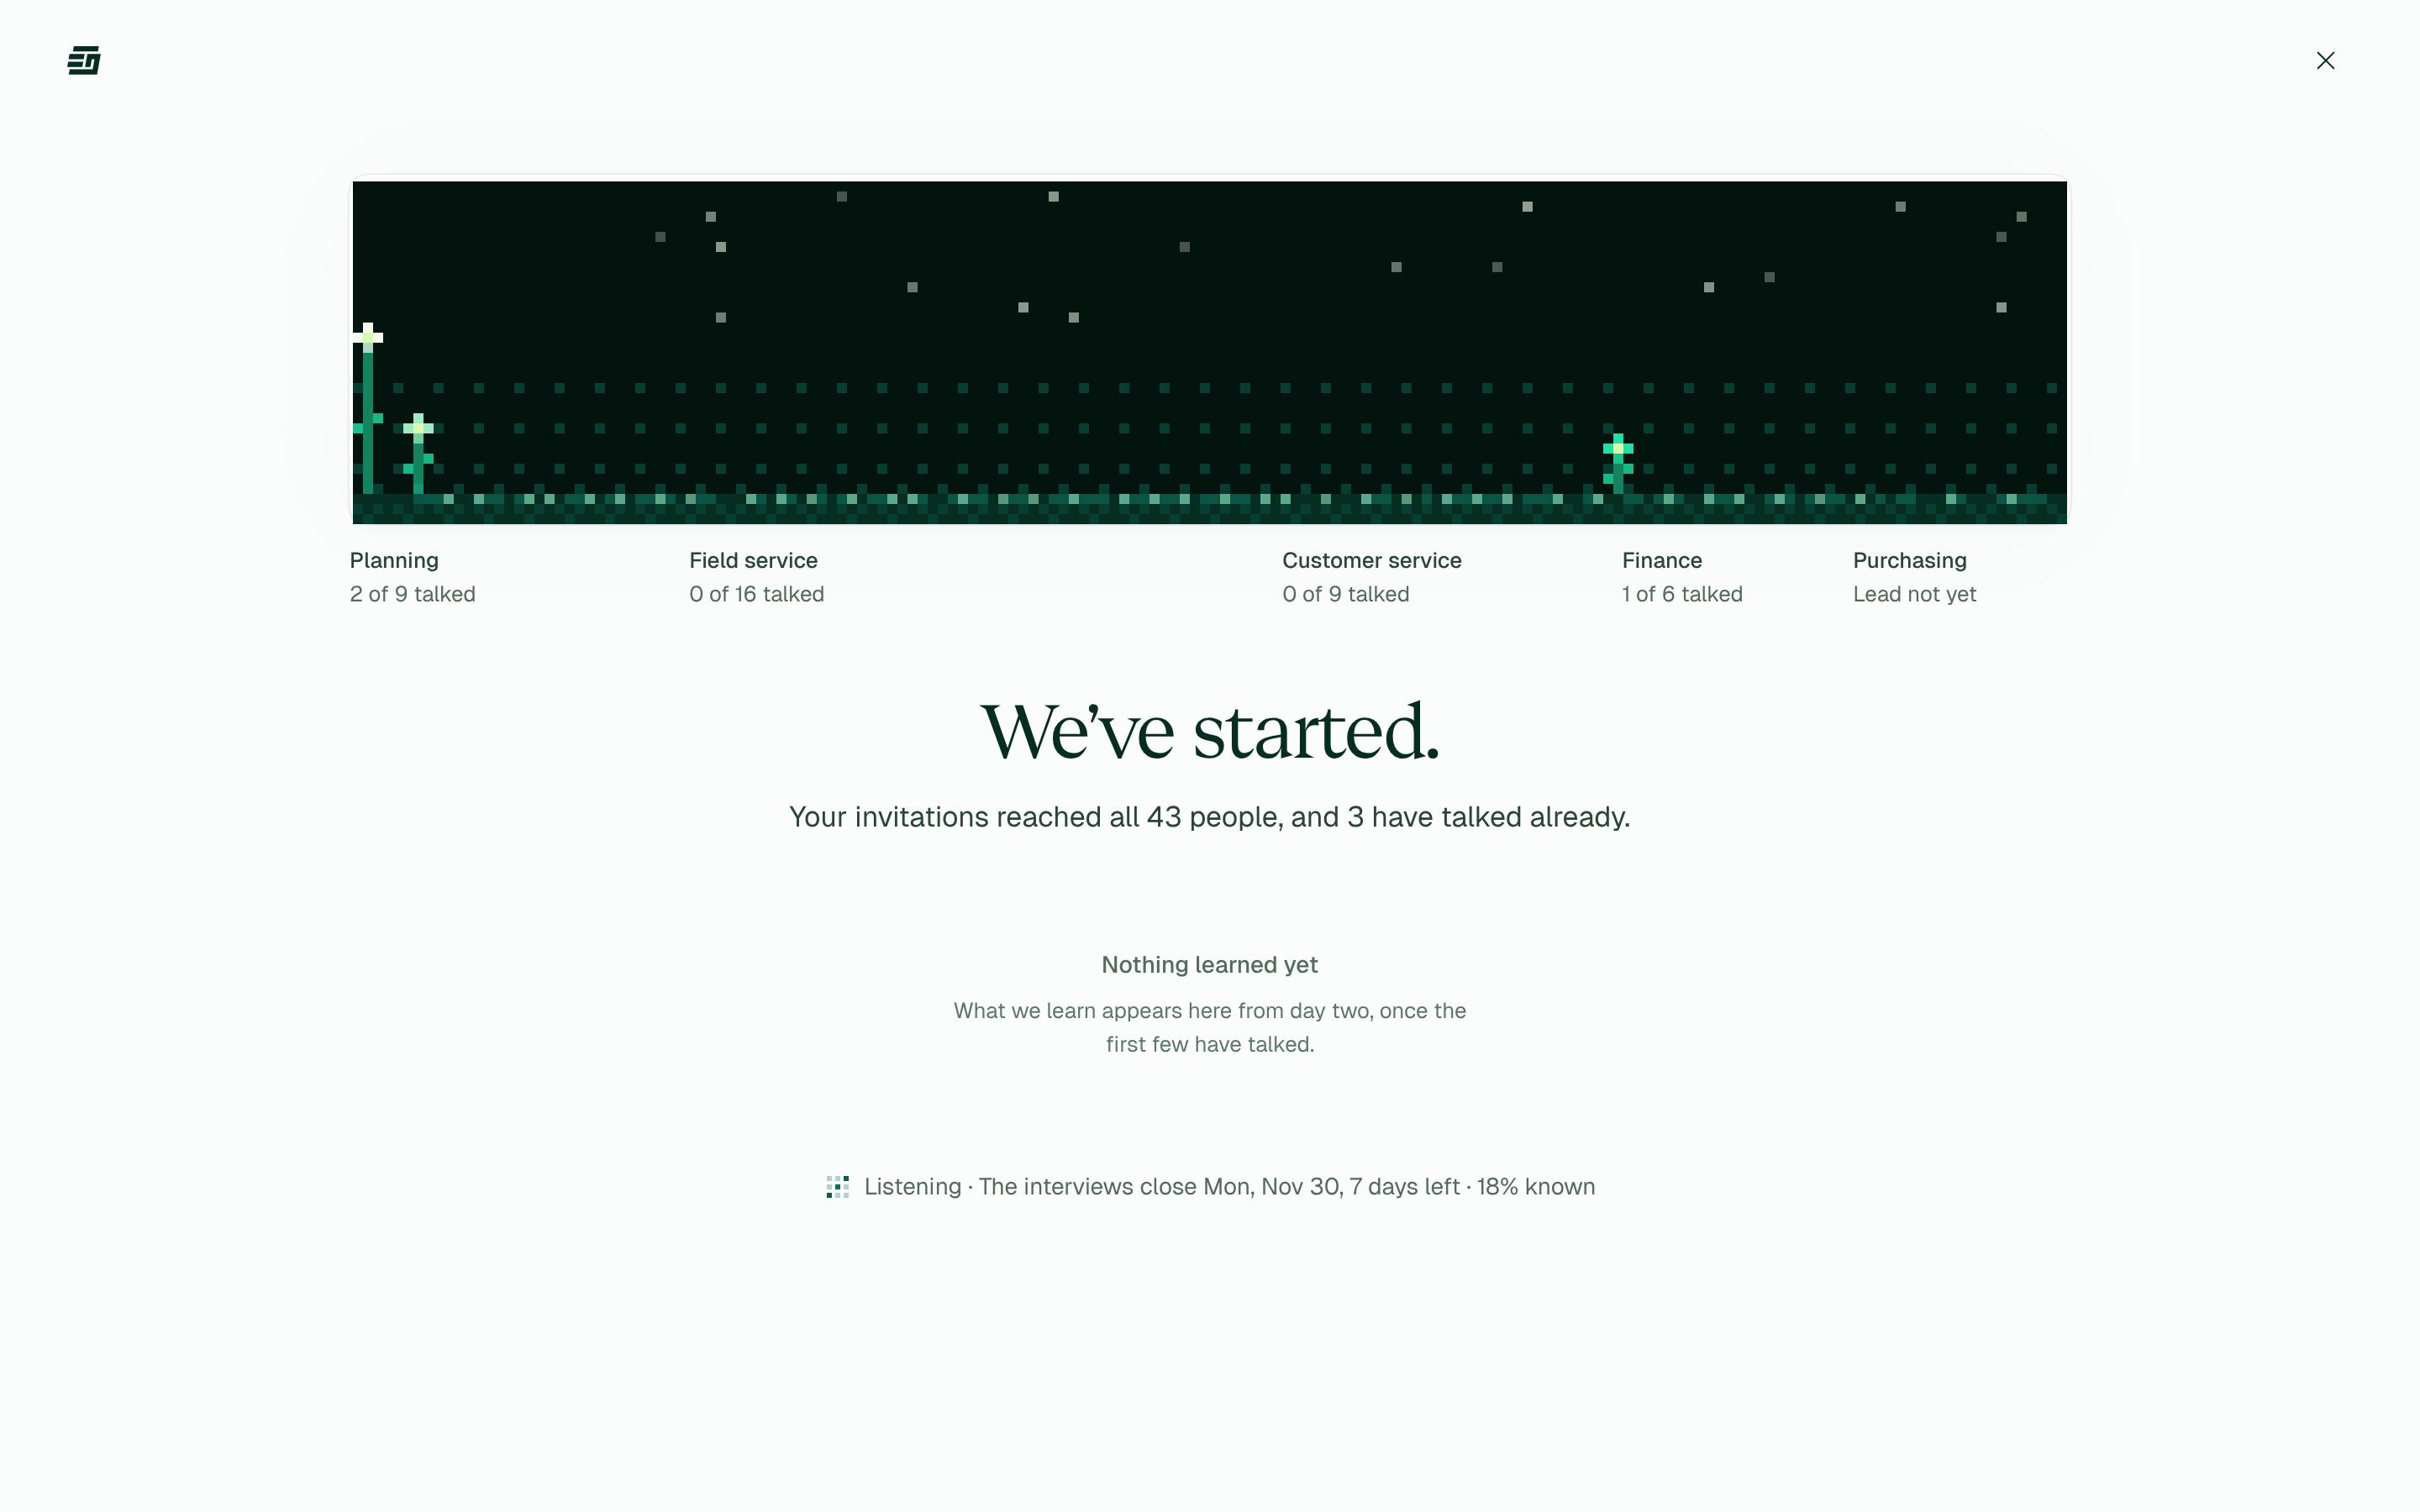 Planning
2 of 9 talked
Field service
0 of 16 talked
Customer service
0 of 9 talked
Finance
1 of 6 talked
Purchasing
Lead not yet
We’ve started.
Your invitations reached all 43 people, and 3 have talked already.
Nothing learned yet
What we learn appears here from day two, once the
first few have talked.
Listening · The interviews close Mon, Nov 30, 7 days left · 18% known